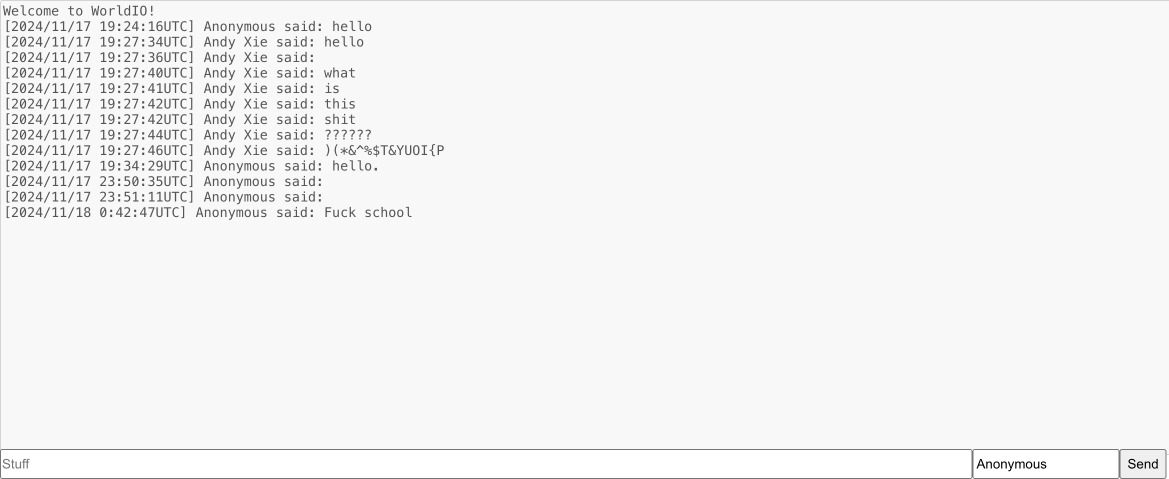 Welcome to WorldIO!
[2024/11/17 19:24:16UTC] Anonymous said: hello
[2024/11/17 19:27:34UTC] Andy Xie said: hello
[2024/11/17 19:27:36UTC] Andy Xie said:
[2024/11/17 19:27:40UTC] Andy Xie said: what
[2024/11/17 19:27:41UTC] Andy Xie said: is
[2024/11/17 19:27:42UTC] Andy Xie said: this
[2024/11/17 19:27:42UTC] Andy Xie said: shit
[2024/11/17 19:27:44UTC] Andy Xie said: ??????
[2024/11/17 19:27:46UTC] Andy Xie said: )(*&^%$T&YUOI{P
[2024/11/17 19:34:29UTC] Anonymous said: hello.
[2024/11/17 23:50:35UTC] Anonymous said:
[2024/11/17 23:51:11UTC] Anonymous said:
[2024/11/18 0:42:47UTC] Anonymous said: Fuck school
Stuff Anonymous Send